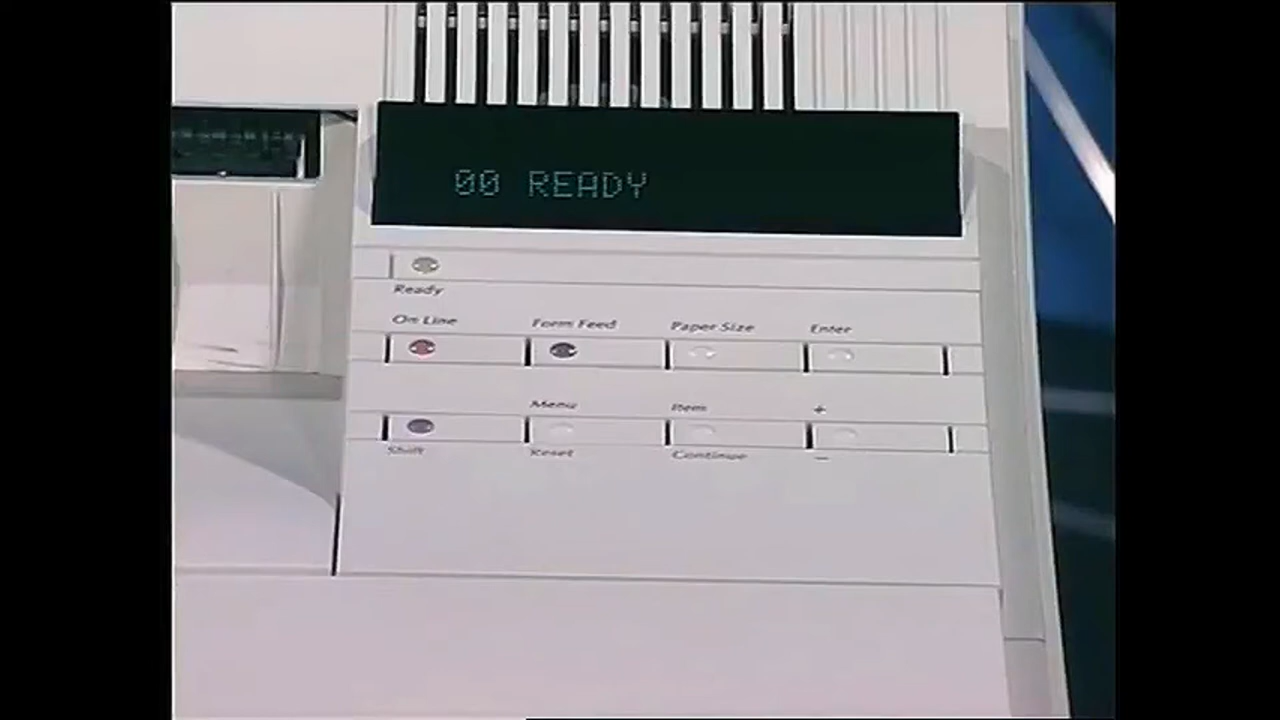 00 READY
Ready
On Line Form Feed Paper Size Enter
Menu Item +
Shift Reset Continue −